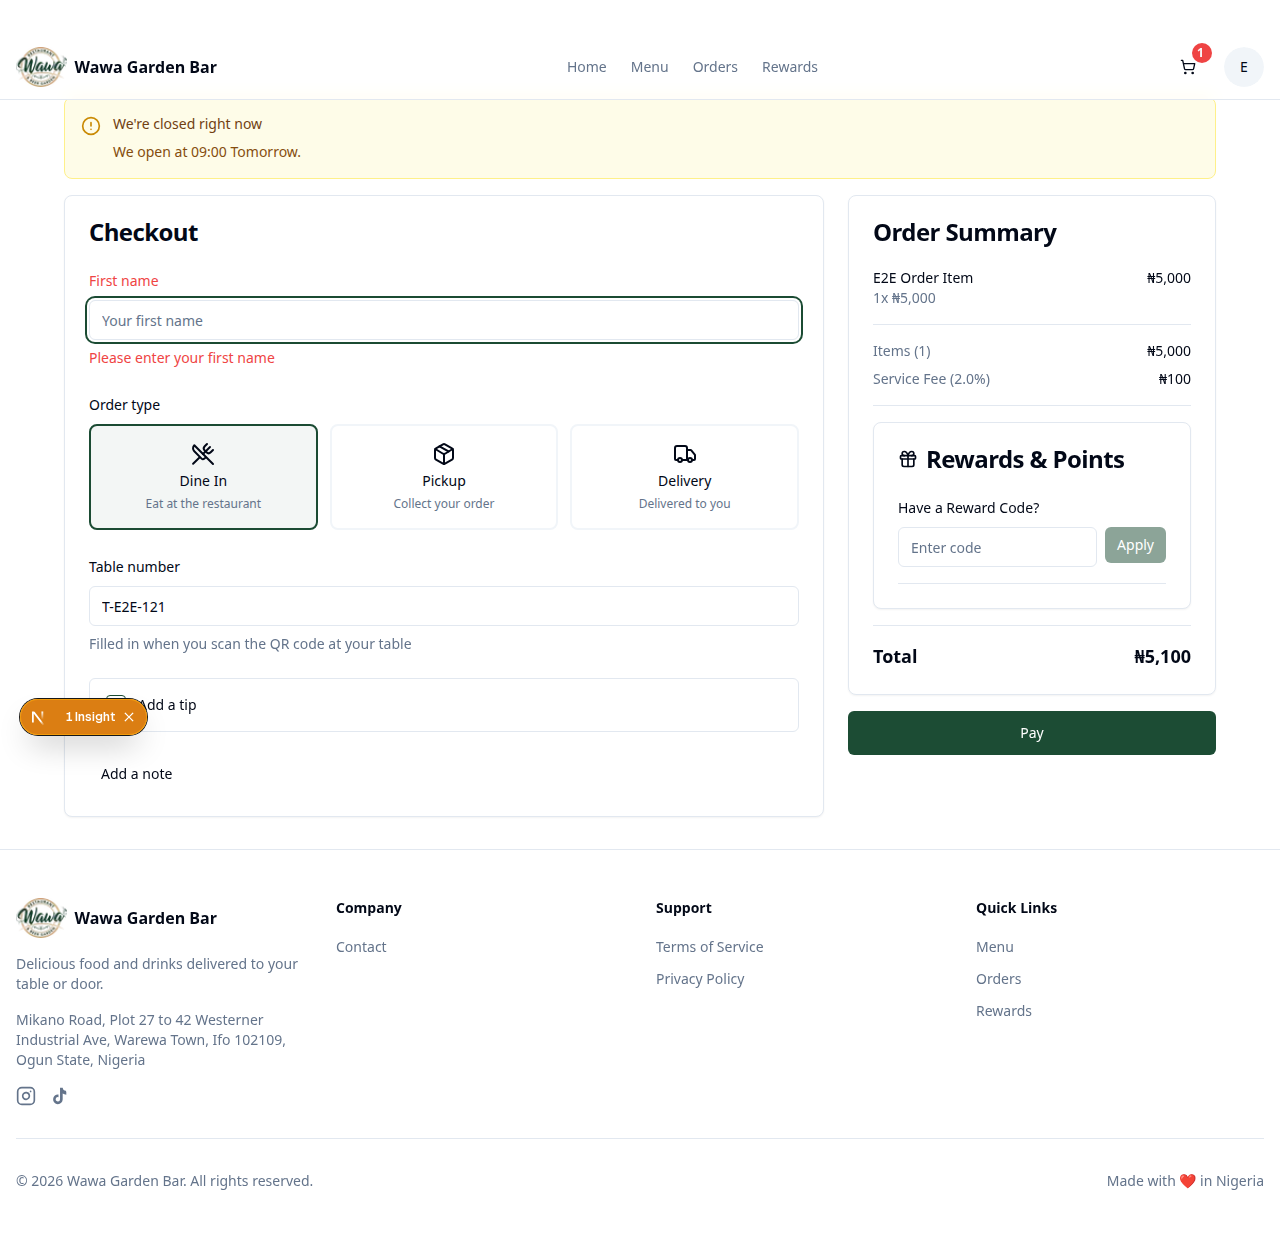 Wawa
Wawa Garden Bar
Home
Menu
Orders
Rewards
1
E
We're closed right now
We open at 09:00 Tomorrow.
Checkout
First name
Your first name
Please enter your first name
Order type
Dine In
Eat at the restaurant
Pickup
Collect your order
Delivery
Delivered to you
Table number
T-E2E-121
Filled in when you scan the QR code at your table
Add a tip
1 Insight
Add a note
Order Summary
E2E Order Item
₦5,000
1x ₦5,000
Items (1)
₦5,000
Service Fee (2.0%)
₦100
Rewards & Points
Have a Reward Code?
Enter code
Apply
Total
₦5,100
Pay
Wawa
Wawa Garden Bar
Delicious food and drinks delivered to your
table or door.
Mikano Road, Plot 27 to 42 Westerner
Industrial Ave, Warewa Town, Ifo 102109,
Ogun State, Nigeria
Company
Contact
Support
Terms of Service
Privacy Policy
Quick Links
Menu
Orders
Rewards
© 2026 Wawa Garden Bar. All rights reserved.
Made with ❤️ in Nigeria